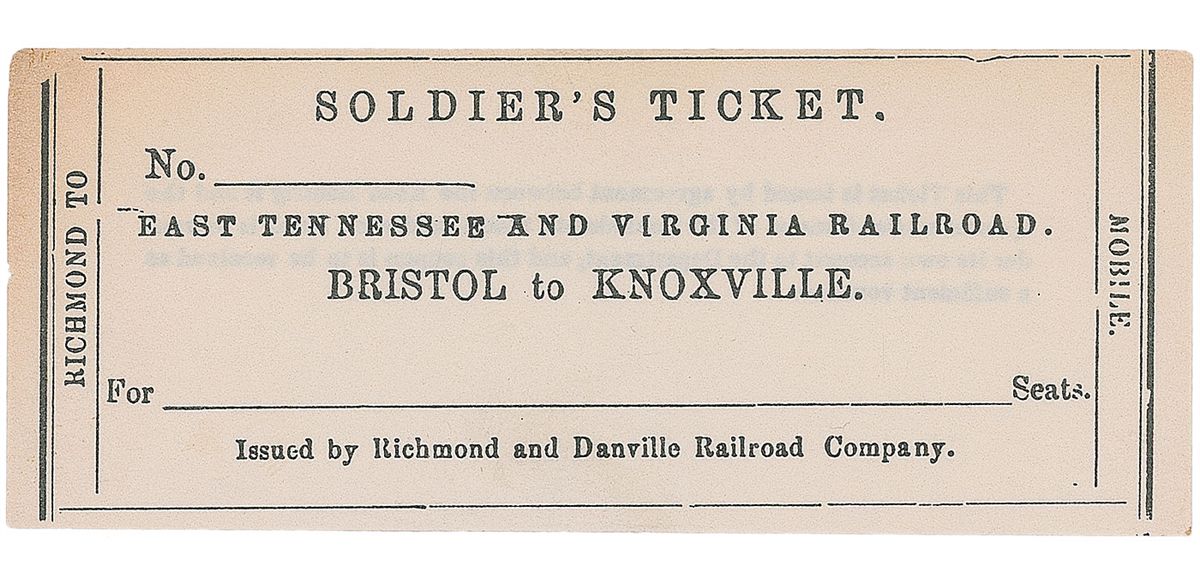 SOLDIER'S TICKET.
No.
EAST TENNESSEE AND VIRGINIA RAILROAD.
BRISTOL to KNOXVILLE.
For Seats.
Issued by Richmond and Danville Railroad Company.
RICHMOND TO
MOBILE.